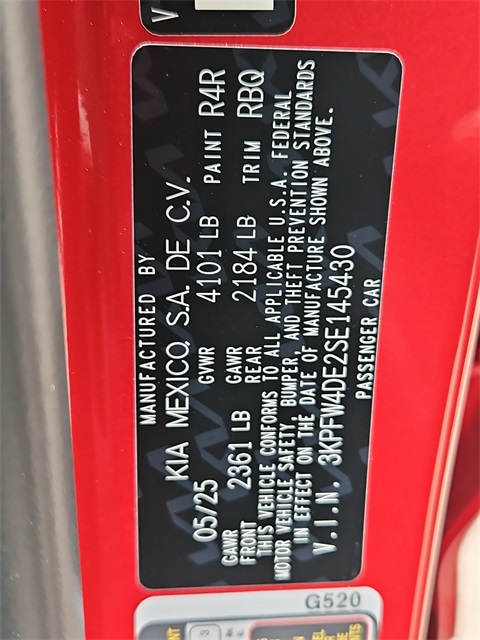 MANUFACTURED BY
KIA MEXICO, S.A. DE C.V.
05/25 GVWR 4101 LB PAINT R4R
GAWR FRONT 2361 LB GAWR REAR 2184 LB TRIM RBQ
THIS VEHICLE CONFORMS TO ALL APPLICABLE U.S.A. FEDERAL
MOTOR VEHICLE SAFETY, BUMPER, AND THEFT PREVENTION STANDARDS
IN EFFECT ON THE DATE OF MANUFACTURE SHOWN ABOVE.
V.I.N. 3KPFW4DE2SE145430
PASSENGER CAR
G520